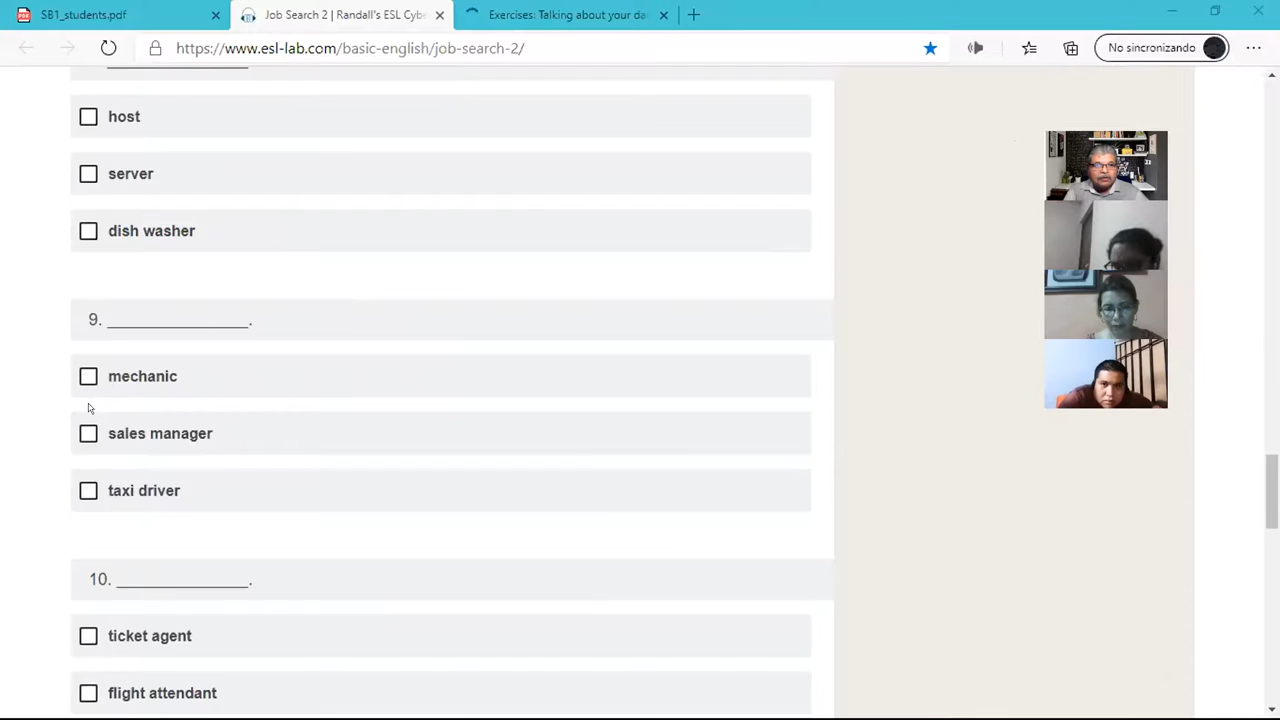 SB1_students.pdf
Job Search 2 | Randall's ESL Cybe
Exercises: Talking about your da
https://www.esl-lab.com/basic-english/job-search-2/
No sincronizando
host
server
dish washer
9. ________________.
mechanic
sales manager
taxi driver
10. _______________.
ticket agent
flight attendant